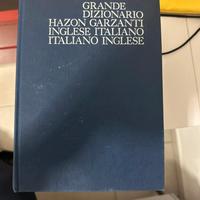 GRANDE
DIZIONARIO
HAZON GARZANTI
INGLESE ITALIANO
ITALIANO INGLESE